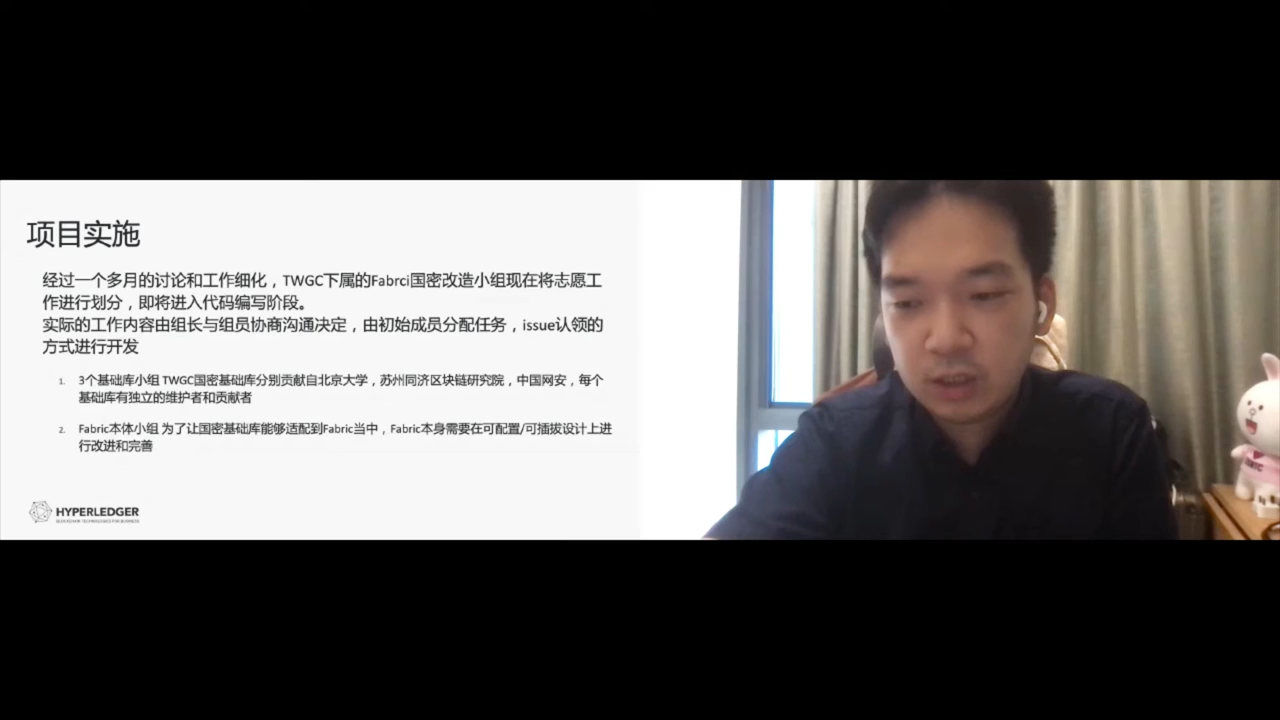 项目实施
经过一个多月的讨论和工作细化，TWGC下属的Fabrci国密改造小组现在将志愿工
作进行划分，即将进入代码编写阶段。
实际的工作内容由组长与组员协商沟通决定，由初始成员分配任务，issue认领的
方式进行开发
1. 3个基础库小组 TWGC国密基础库分别贡献自北京大学，苏州同济区块链研究院，中国网安，每个
基础库有独立的维护者和贡献者
2. Fabric本体小组 为了让国密基础库能够适配到Fabric当中，Fabric本身需要在可配置/可插拔设计上进
行改进和完善
HYPERLEDGER
BLOCKCHAIN TECHNOLOGIES FOR BUSINESS